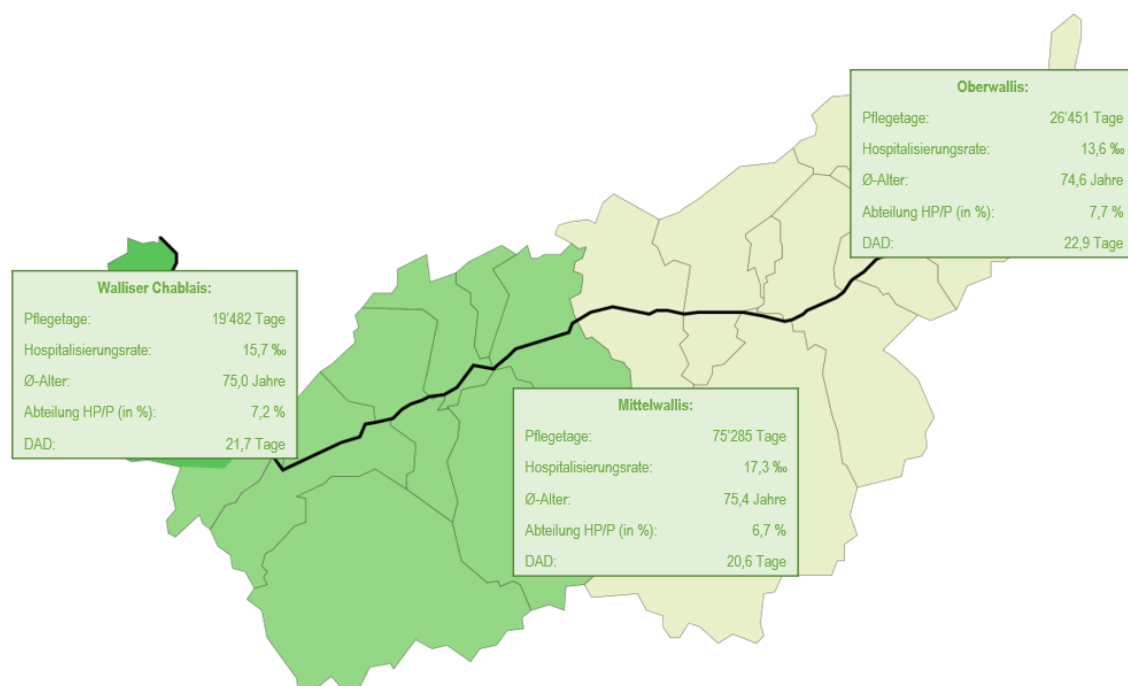 Oberwallis:
Pflegetage: 26'451 Tage
Hospitalisierungsrate: 13,6 ‰
Ø-Alter: 74,6 Jahre
Abteilung HP/P (in %): 7,7 %
DAD: 22,9 Tage
Walliser Chablais:
Pflegetage: 19'482 Tage
Hospitalisierungsrate: 15,7 ‰
Ø-Alter: 75,0 Jahre
Abteilung HP/P (in %): 7,2 %
DAD: 21,7 Tage
Mittelwallis:
Pflegetage: 75'285 Tage
Hospitalisierungsrate: 17,3 ‰
Ø-Alter: 75,4 Jahre
Abteilung HP/P (in %): 6,7 %
DAD: 20,6 Tage